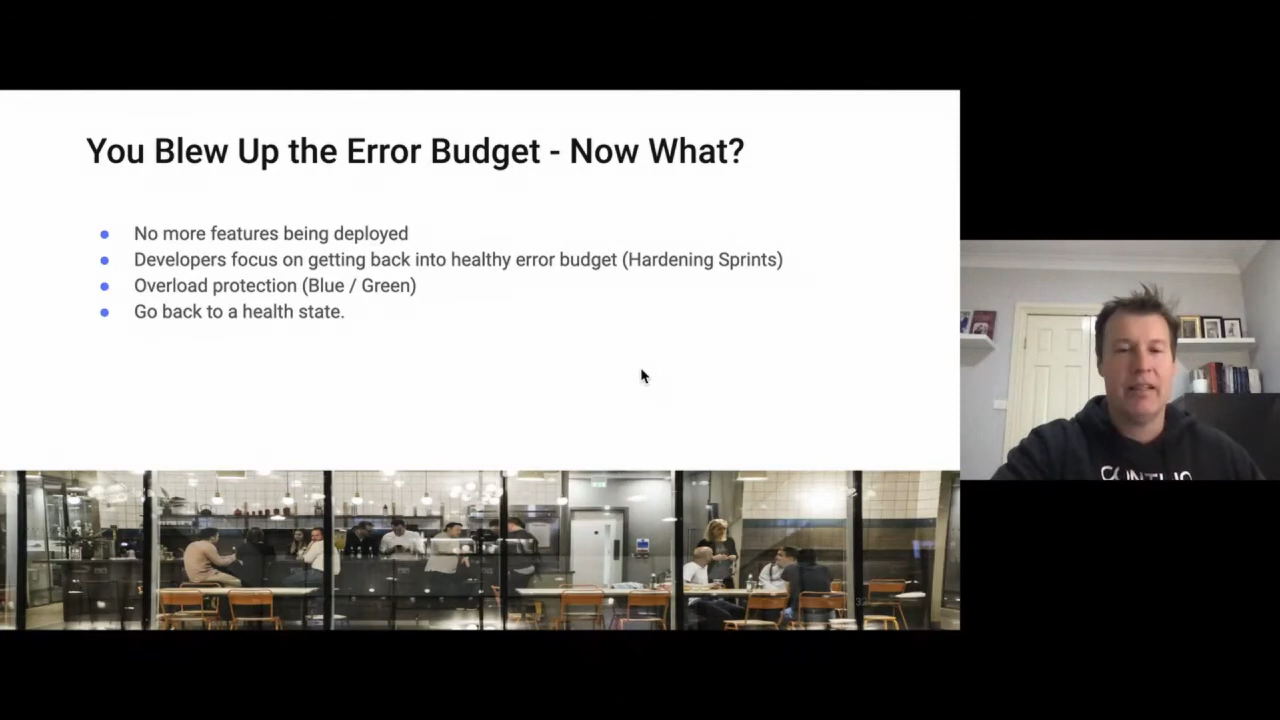 You Blew Up the Error Budget - Now What?
No more features being deployed
Developers focus on getting back into healthy error budget (Hardening Sprints)
Overload protection (Blue / Green)
Go back to a health state.